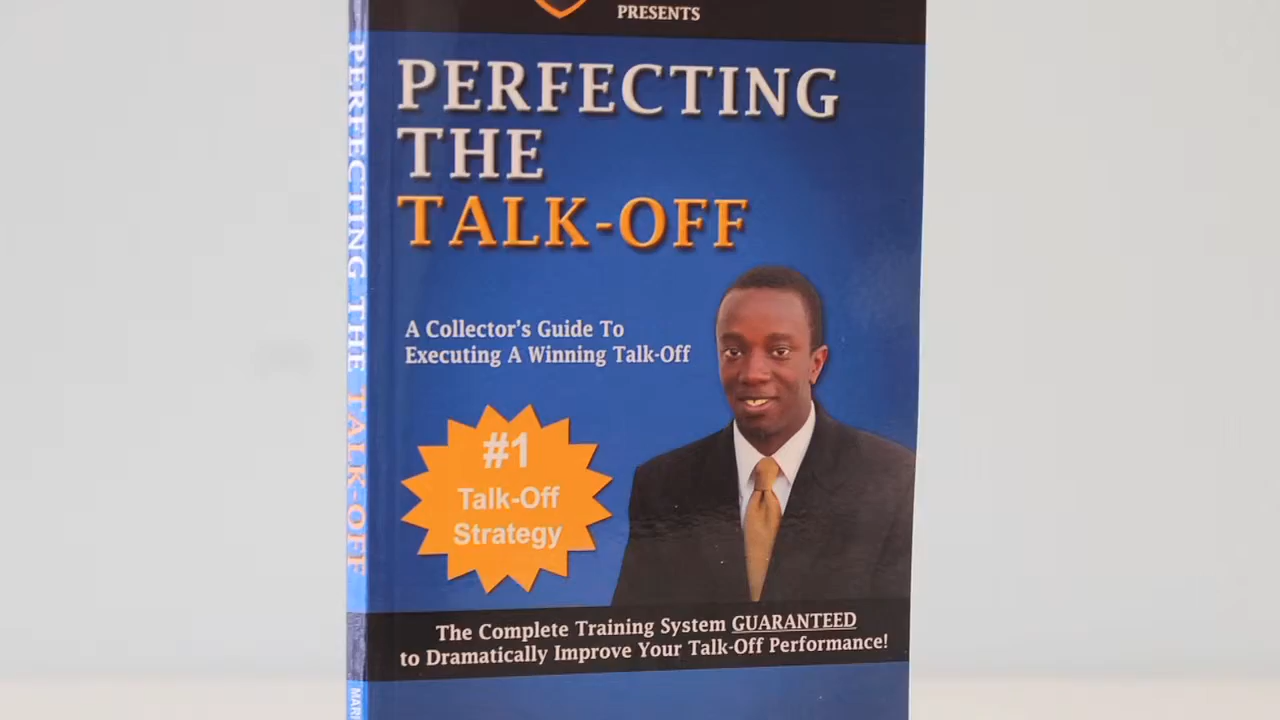 PRESENTS
PERFECTING
THE
TALK-OFF
A Collector's Guide To
Executing A Winning Talk-Off
#1
Talk-Off
Strategy
The Complete Training System GUARANTEED
to Dramatically Improve Your Talk-Off Performance!
PERFECTING THE TALK-OFF